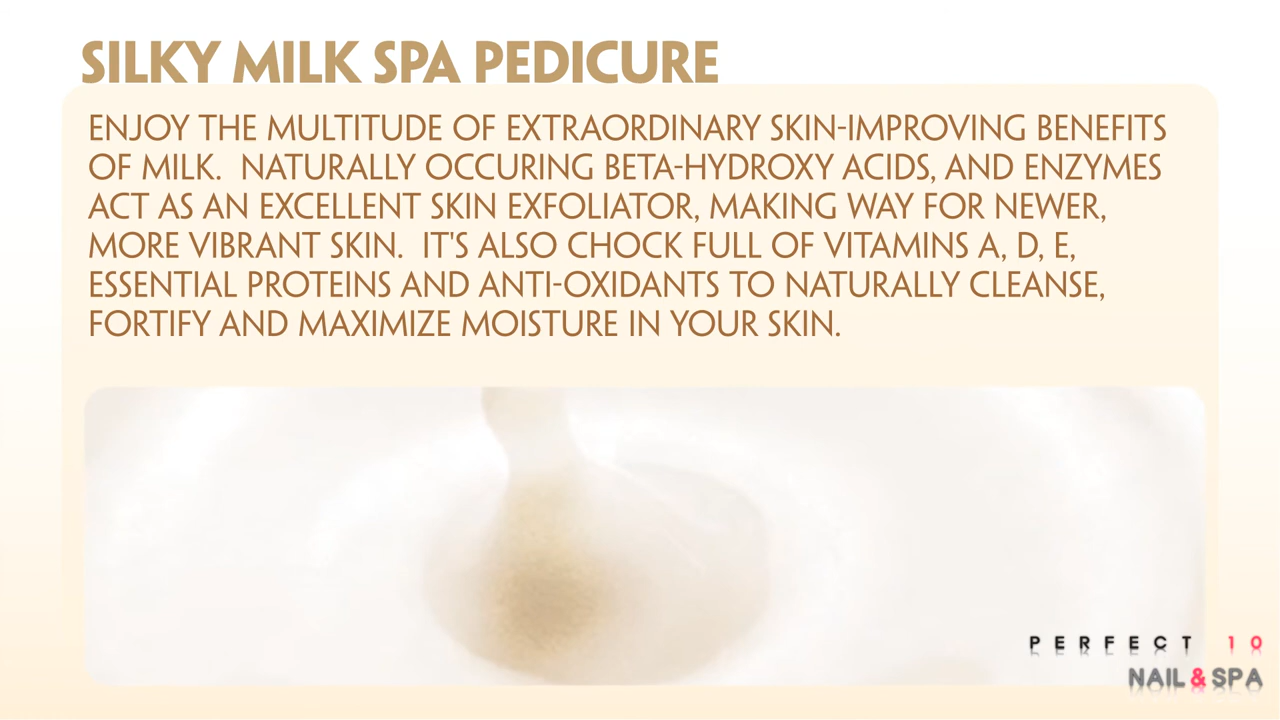 SILKY MILK SPA PEDICURE
ENJOY THE MULTITUDE OF EXTRAORDINARY SKIN-IMPROVING BENEFITS
OF MILK.  NATURALLY OCCURING BETA-HYDROXY ACIDS, AND ENZYMES
ACT AS AN EXCELLENT SKIN EXFOLIATOR, MAKING WAY FOR NEWER,
MORE VIBRANT SKIN.  IT'S ALSO CHOCK FULL OF VITAMINS A, D, E,
ESSENTIAL PROTEINS AND ANTI-OXIDANTS TO NATURALLY CLEANSE,
FORTIFY AND MAXIMIZE MOISTURE IN YOUR SKIN.
PERFECT 10
NAIL & SPA